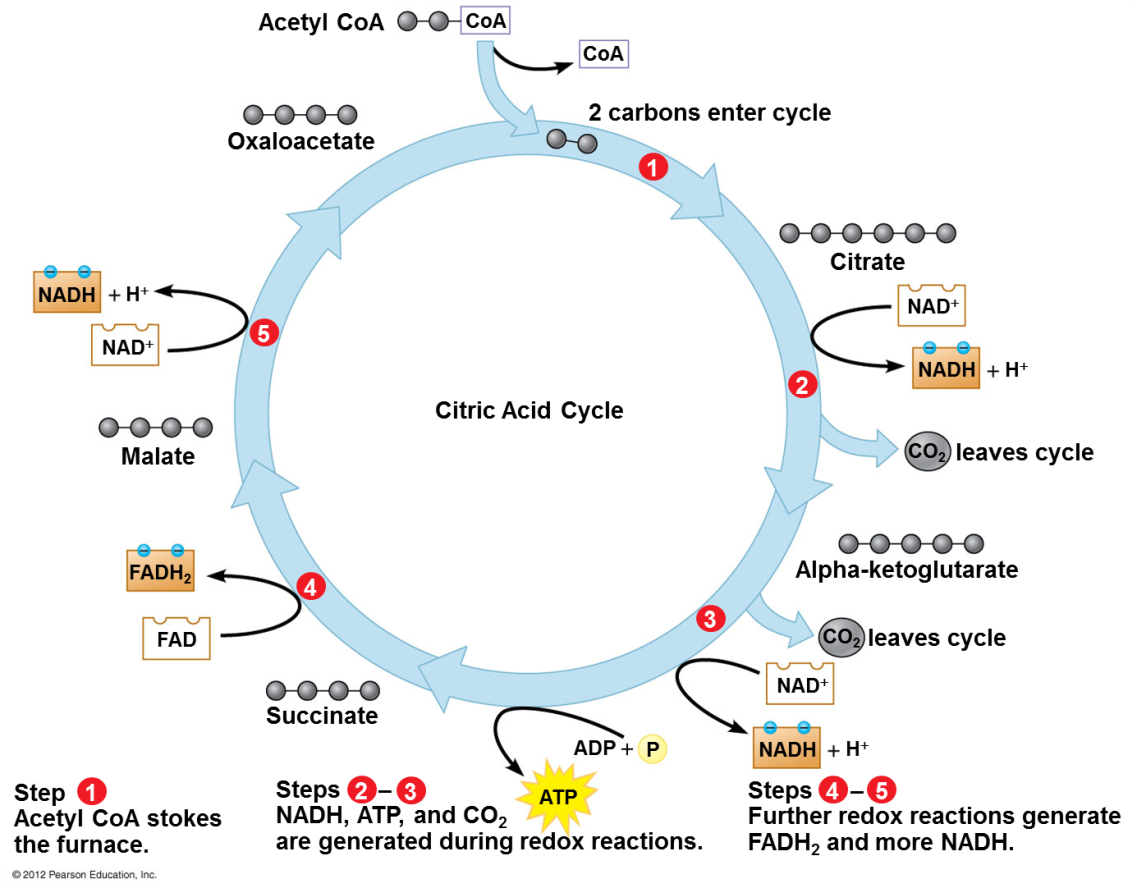 Acetyl CoA
CoA
CoA
2 carbons enter cycle
Oxaloacetate
1
Citrate
NADH + H⁺
NAD⁺
5
NAD⁺
NADH + H⁺
2
Citric Acid Cycle
Malate
CO₂ leaves cycle
FADH₂
FAD
4
Alpha-ketoglutarate
3
CO₂ leaves cycle
NAD⁺
Succinate
ADP + P
NADH + H⁺
ATP
Step 1
Acetyl CoA stokes
the furnace.
Steps 2 – 3
NADH, ATP, and CO₂
are generated during redox reactions.
Steps 4 – 5
Further redox reactions generate
FADH₂ and more NADH.
© 2012 Pearson Education, Inc.